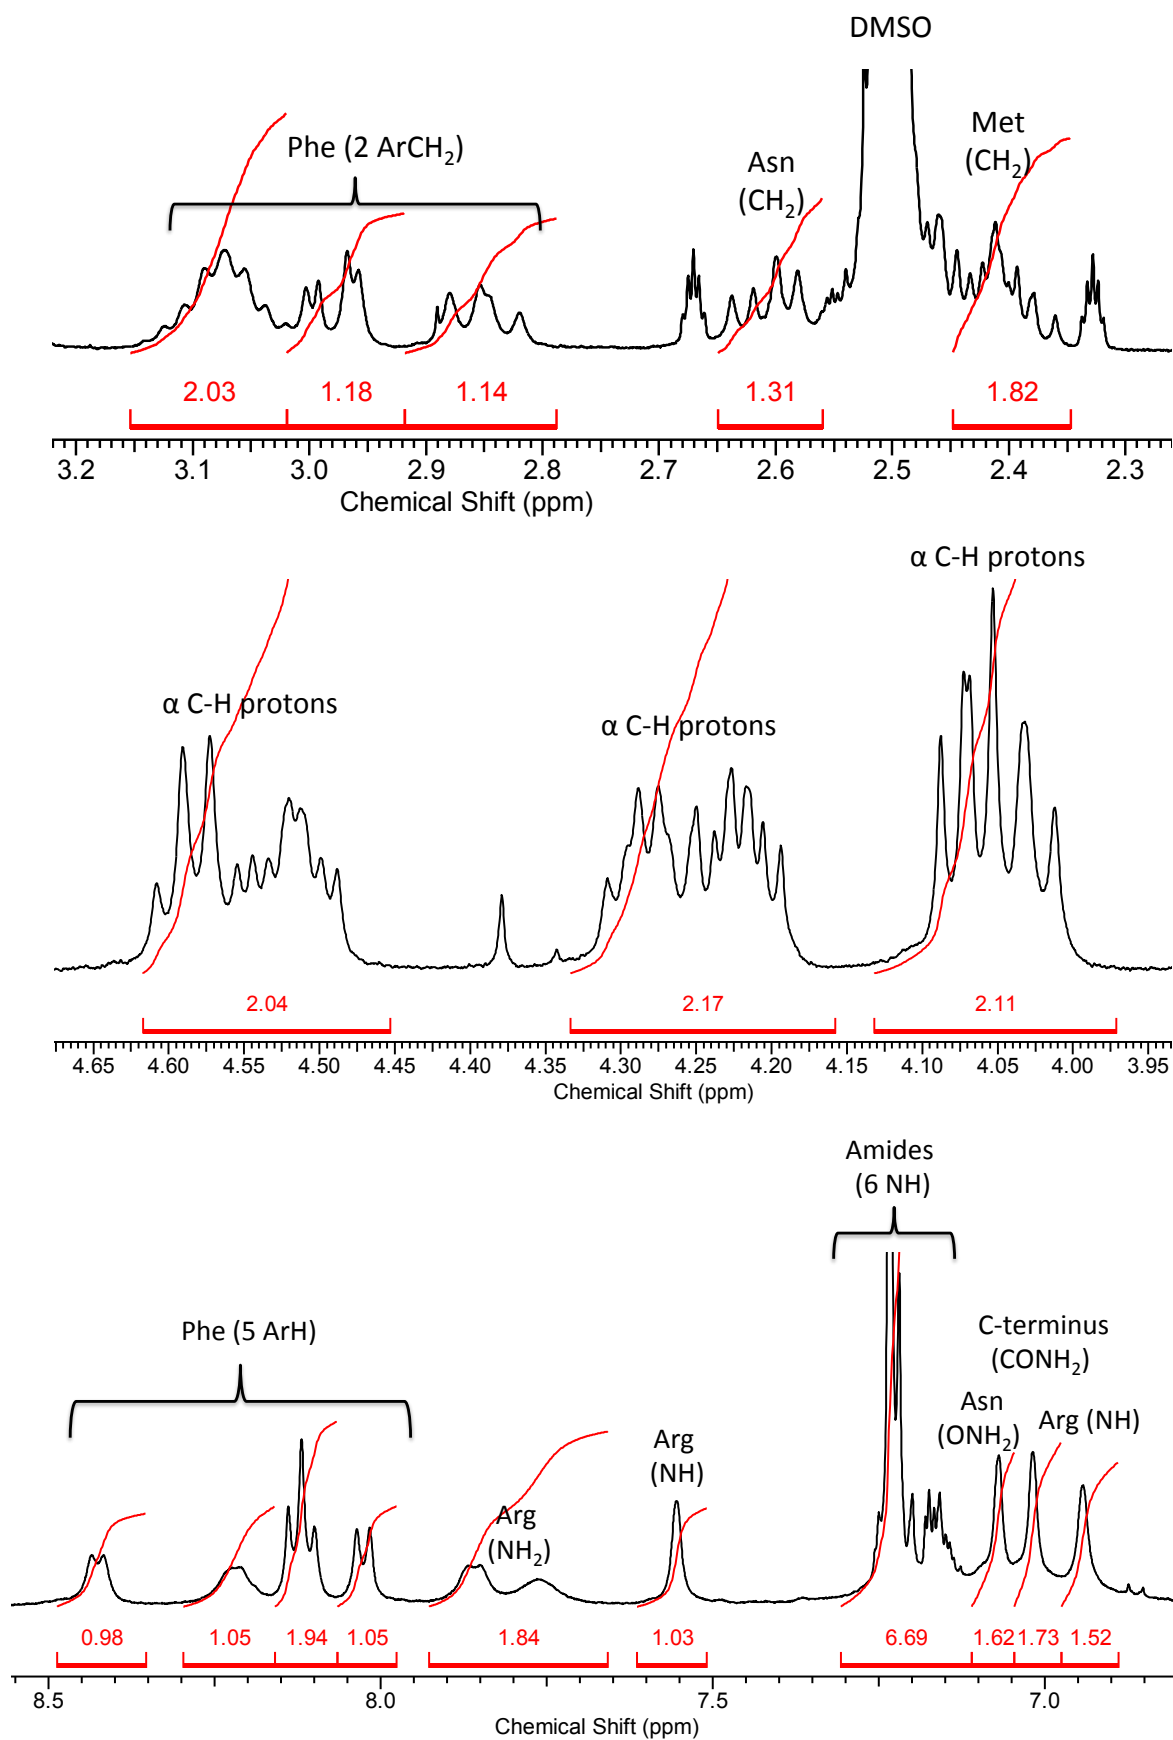 DMSO
Phe (2 ArCH₂)
Asn
(CH₂)
Met
(CH₂)
2.03 1.18 1.14 1.31 1.82
3.2 3.1 3.0 2.9 2.8 2.7 2.6 2.5 2.4 2.3
Chemical Shift (ppm)
α C-H protons
α C-H protons
α C-H protons
2.04 2.17 2.11
4.65 4.60 4.55 4.50 4.45 4.40 4.35 4.30 4.25 4.20 4.15 4.10 4.05 4.00 3.95
Chemical Shift (ppm)
Amides
(6 NH)
Phe (5 ArH)
C-terminus
(CONH₂)
Asn
(ONH₂)
Arg (NH)
Arg
(NH)
Arg
(NH₂)
0.98 1.05 1.94 1.05 1.84 1.03 6.69 1.62 1.73 1.52
8.5 8.0 7.5 7.0
Chemical Shift (ppm)